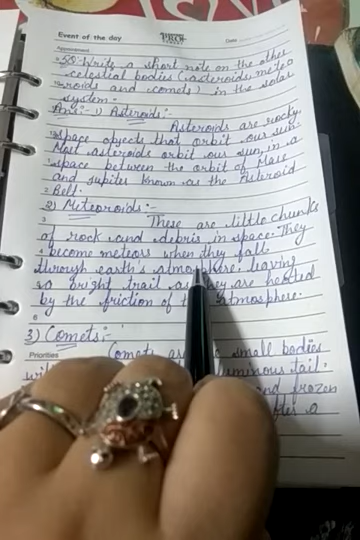 Event of the day
Date
Appointment
50. Write a short note on the other
celestial bodies (asteroids, meteo
roids and comets) in the solar
system.
Ans:- 1) Asteroids:-
Asteroids are rocky
space objects that orbit our sun.
Most asteroids orbit our sun, in a
space between the orbit of Mars
and jupiter known as the Asteroid
Belt.
2) Meteoroids:-
These are little chunks
of rock and debris in space. They
become meteors when they fall
through earth's atmosphere, leaving
a bright trail as they are heated
by the friction of the atmosphere.
3) Comets:-
Priorities
Comets are small bodies
luminous tail.
and frozen
a